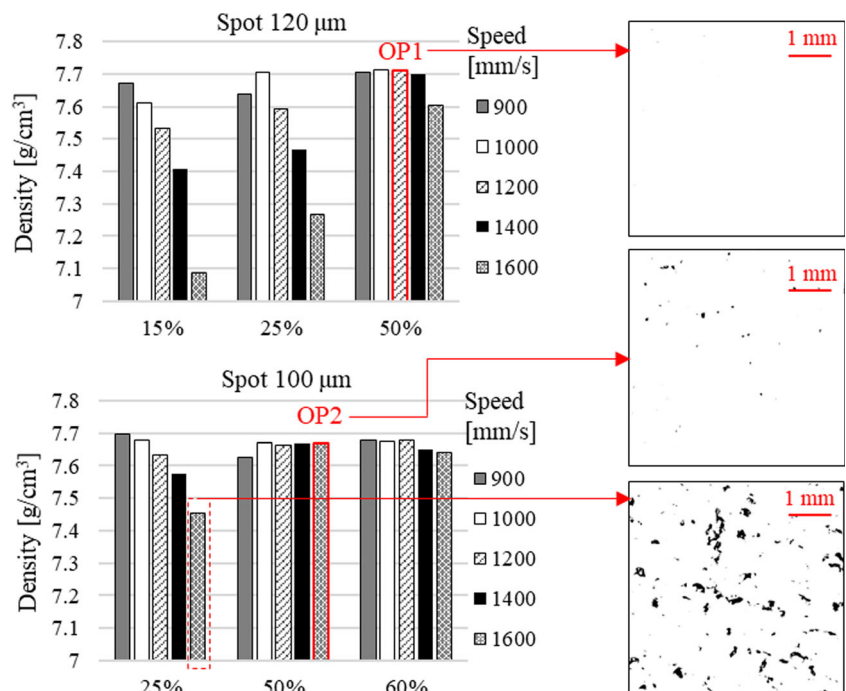 Spot 120 µm
Density [g/cm³]
7.8
7.7
7.6
7.5
7.4
7.3
7.2
7.1
7
15%
25%
50%
OP1
Speed
[mm/s]
900
1000
1200
1400
1600
1 mm
1 mm
Spot 100 µm
Density [g/cm³]
7.8
7.7
7.6
7.5
7.4
7.3
7.2
7.1
7
25%
50%
60%
OP2
Speed
[mm/s]
900
1000
1200
1400
1600
1 mm